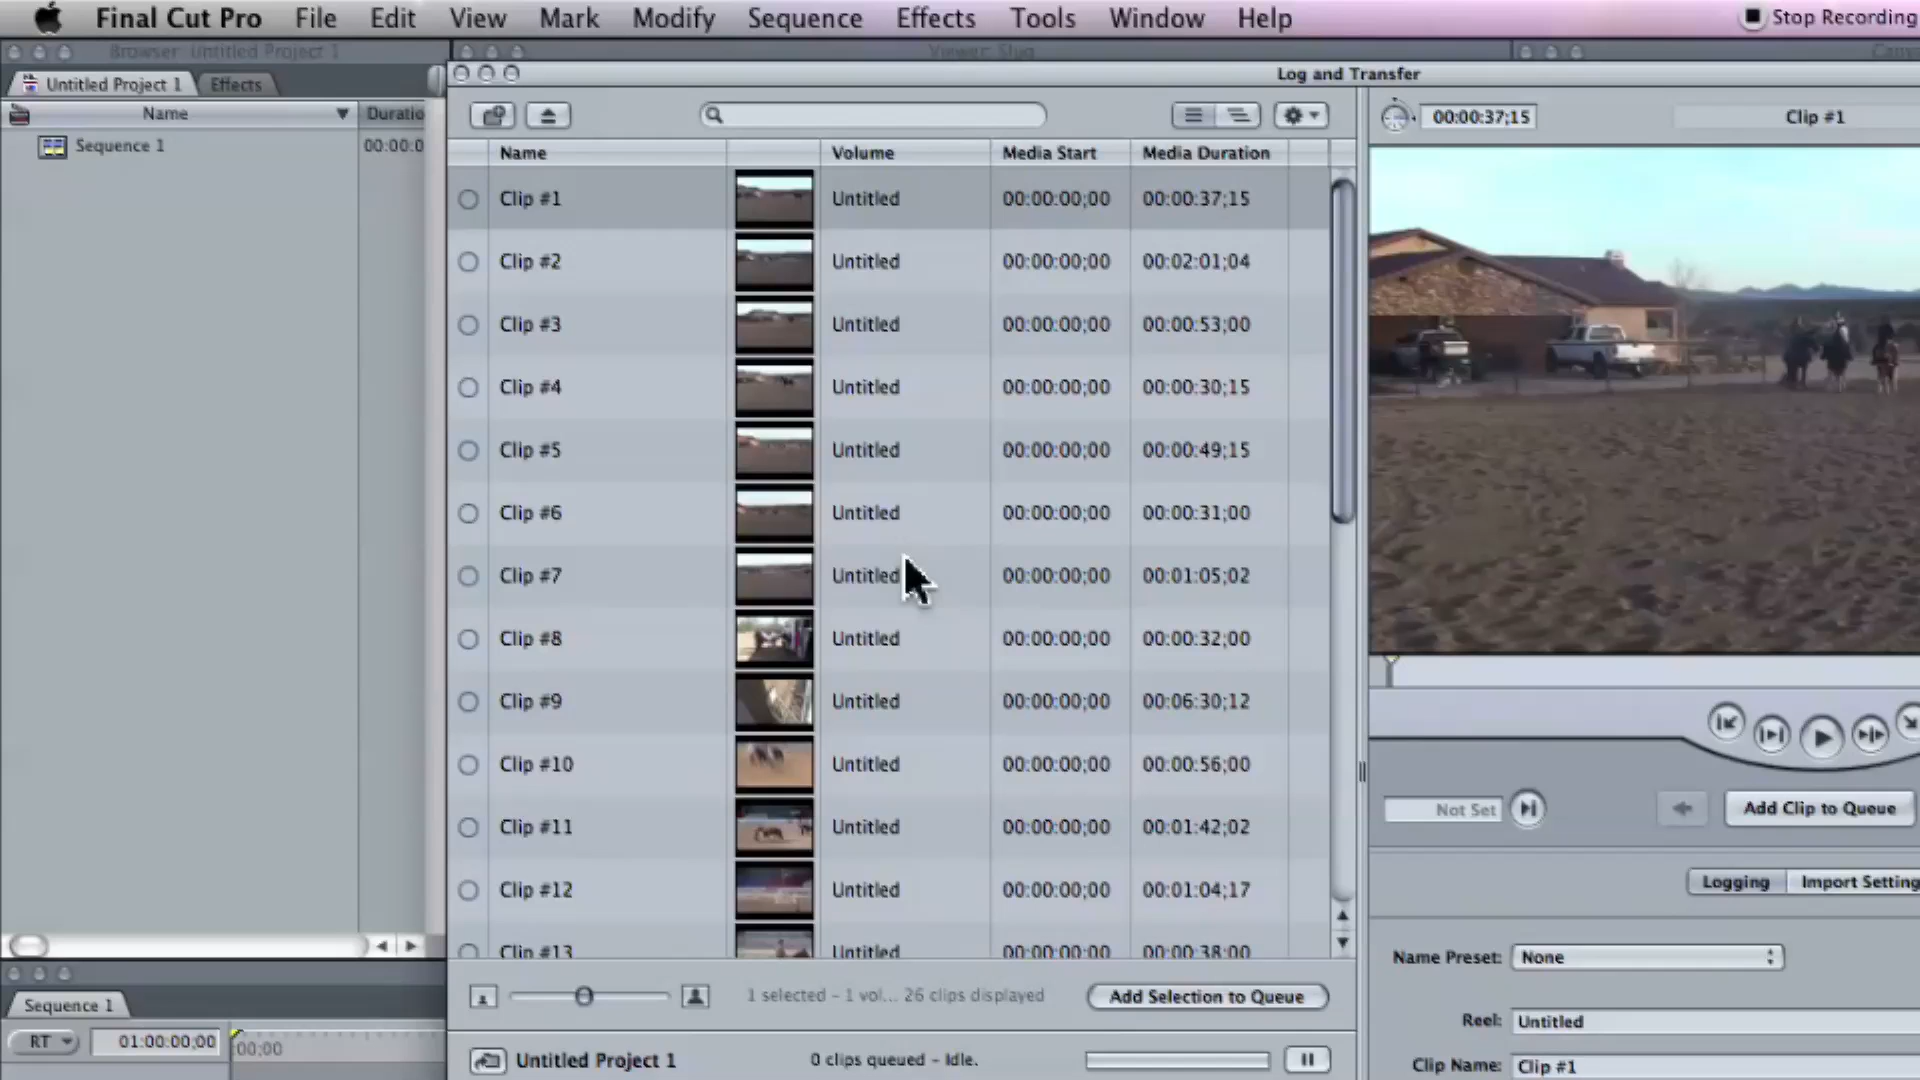 Final Cut Pro File Edit View Mark Modify Sequence Effects Tools Window Help Stop Recording
Browser: Untitled Project 1
Viewer: Slug
Untitled Project 1 Effects
Log and Transfer
Name Duratio
Sequence 1 00:00:0
00:00:37;15
Clip #1
Name Volume Media Start Media Duration
Clip #1 Untitled 00:00:00;00 00:00:37;15
Clip #2 Untitled 00:00:00;00 00:02:01;04
Clip #3 Untitled 00:00:00;00 00:00:53;00
Clip #4 Untitled 00:00:00;00 00:00:30;15
Clip #5 Untitled 00:00:00;00 00:00:49;15
Clip #6 Untitled 00:00:00;00 00:00:31;00
Clip #7 Untitled 00:00:00;00 00:01:05;02
Clip #8 Untitled 00:00:00;00 00:00:32;00
Clip #9 Untitled 00:00:00;00 00:06:30;12
Clip #10 Untitled 00:00:00;00 00:00:56;00
Clip #11 Untitled 00:00:00;00 00:01:42;02
Clip #12 Untitled 00:00:00;00 00:01:04;17
Clip #13 Untitled 00:00:00;00 00:00:38;00
Not Set
Add Clip to Queue
Logging Import Setting
Name Preset: None
Reel: Untitled
Clip Name: Clip #1
1 selected - 1 vol... 26 clips displayed
Add Selection to Queue
Untitled Project 1 0 clips queued - Idle.
Sequence 1
RT 01:00:00;00 :00;00